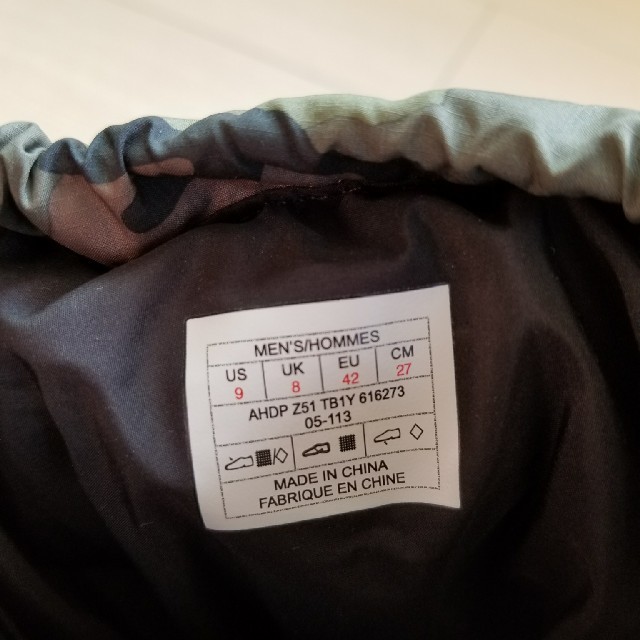 MEN'S/HOMMES
US UK EU CM
9 8 42 27
AHDP Z51 TB1Y 616273
05-113
MADE IN CHINA
FABRIQUE EN CHINE